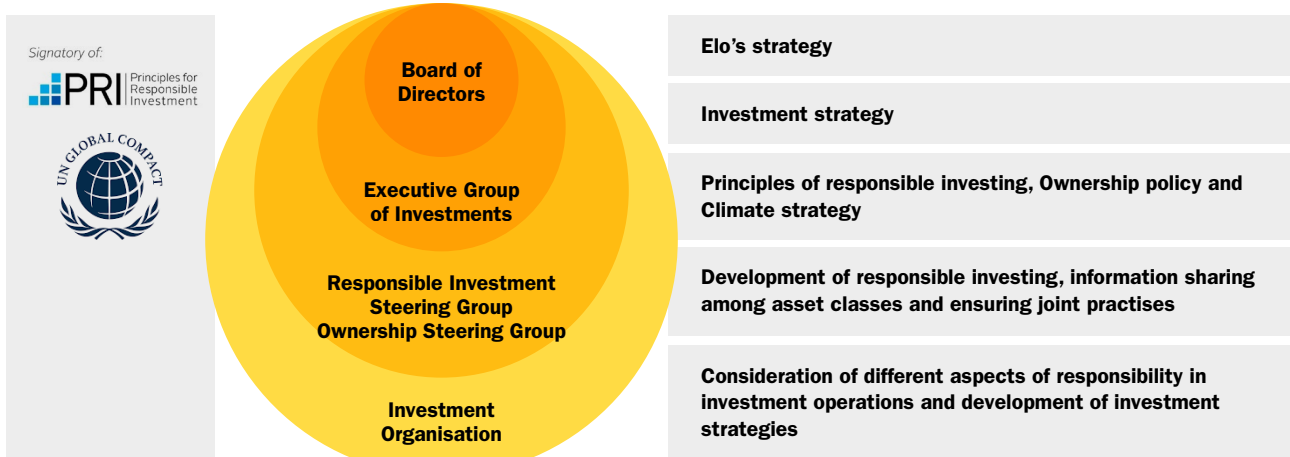 Signatory of:
PRI
Principles for
Responsible
Investment
UN GLOBAL COMPACT
Board of
Directors
Executive Group
of Investments
Responsible Investment
Steering Group
Ownership Steering Group
Investment
Organisation
Elo’s strategy
Investment strategy
Principles of responsible investing, Ownership policy and
Climate strategy
Development of responsible investing, information sharing
among asset classes and ensuring joint practises
Consideration of different aspects of responsibility in
investment operations and development of investment
strategies